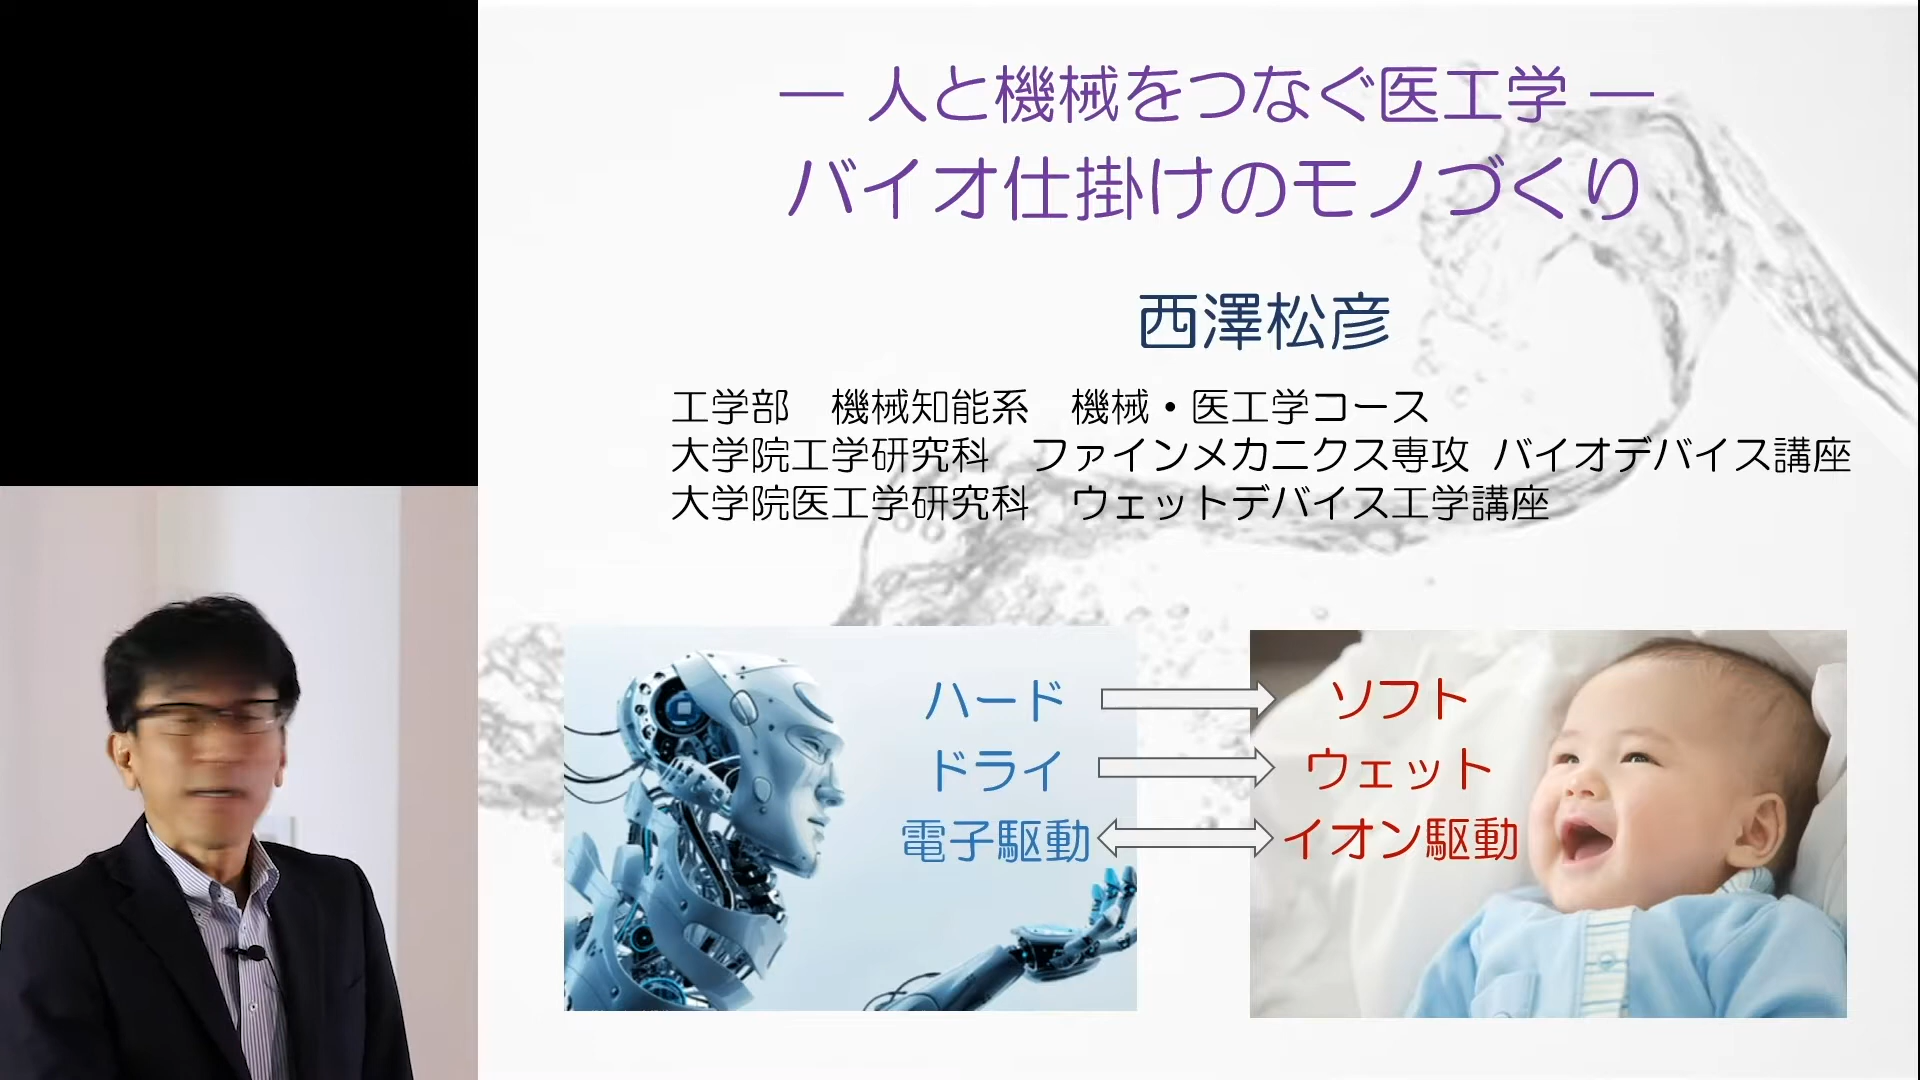 ― 人と機械をつなぐ医工学 ―
バイオ仕掛けのモノづくり
西澤松彦
工学部　機械知能系　機械・医工学コース
大学院工学研究科　ファインメカニクス専攻 バイオデバイス講座
大学院医工学研究科　ウェットデバイス工学講座
ハード
ソフト
ドライ
ウェット
電子駆動
イオン駆動